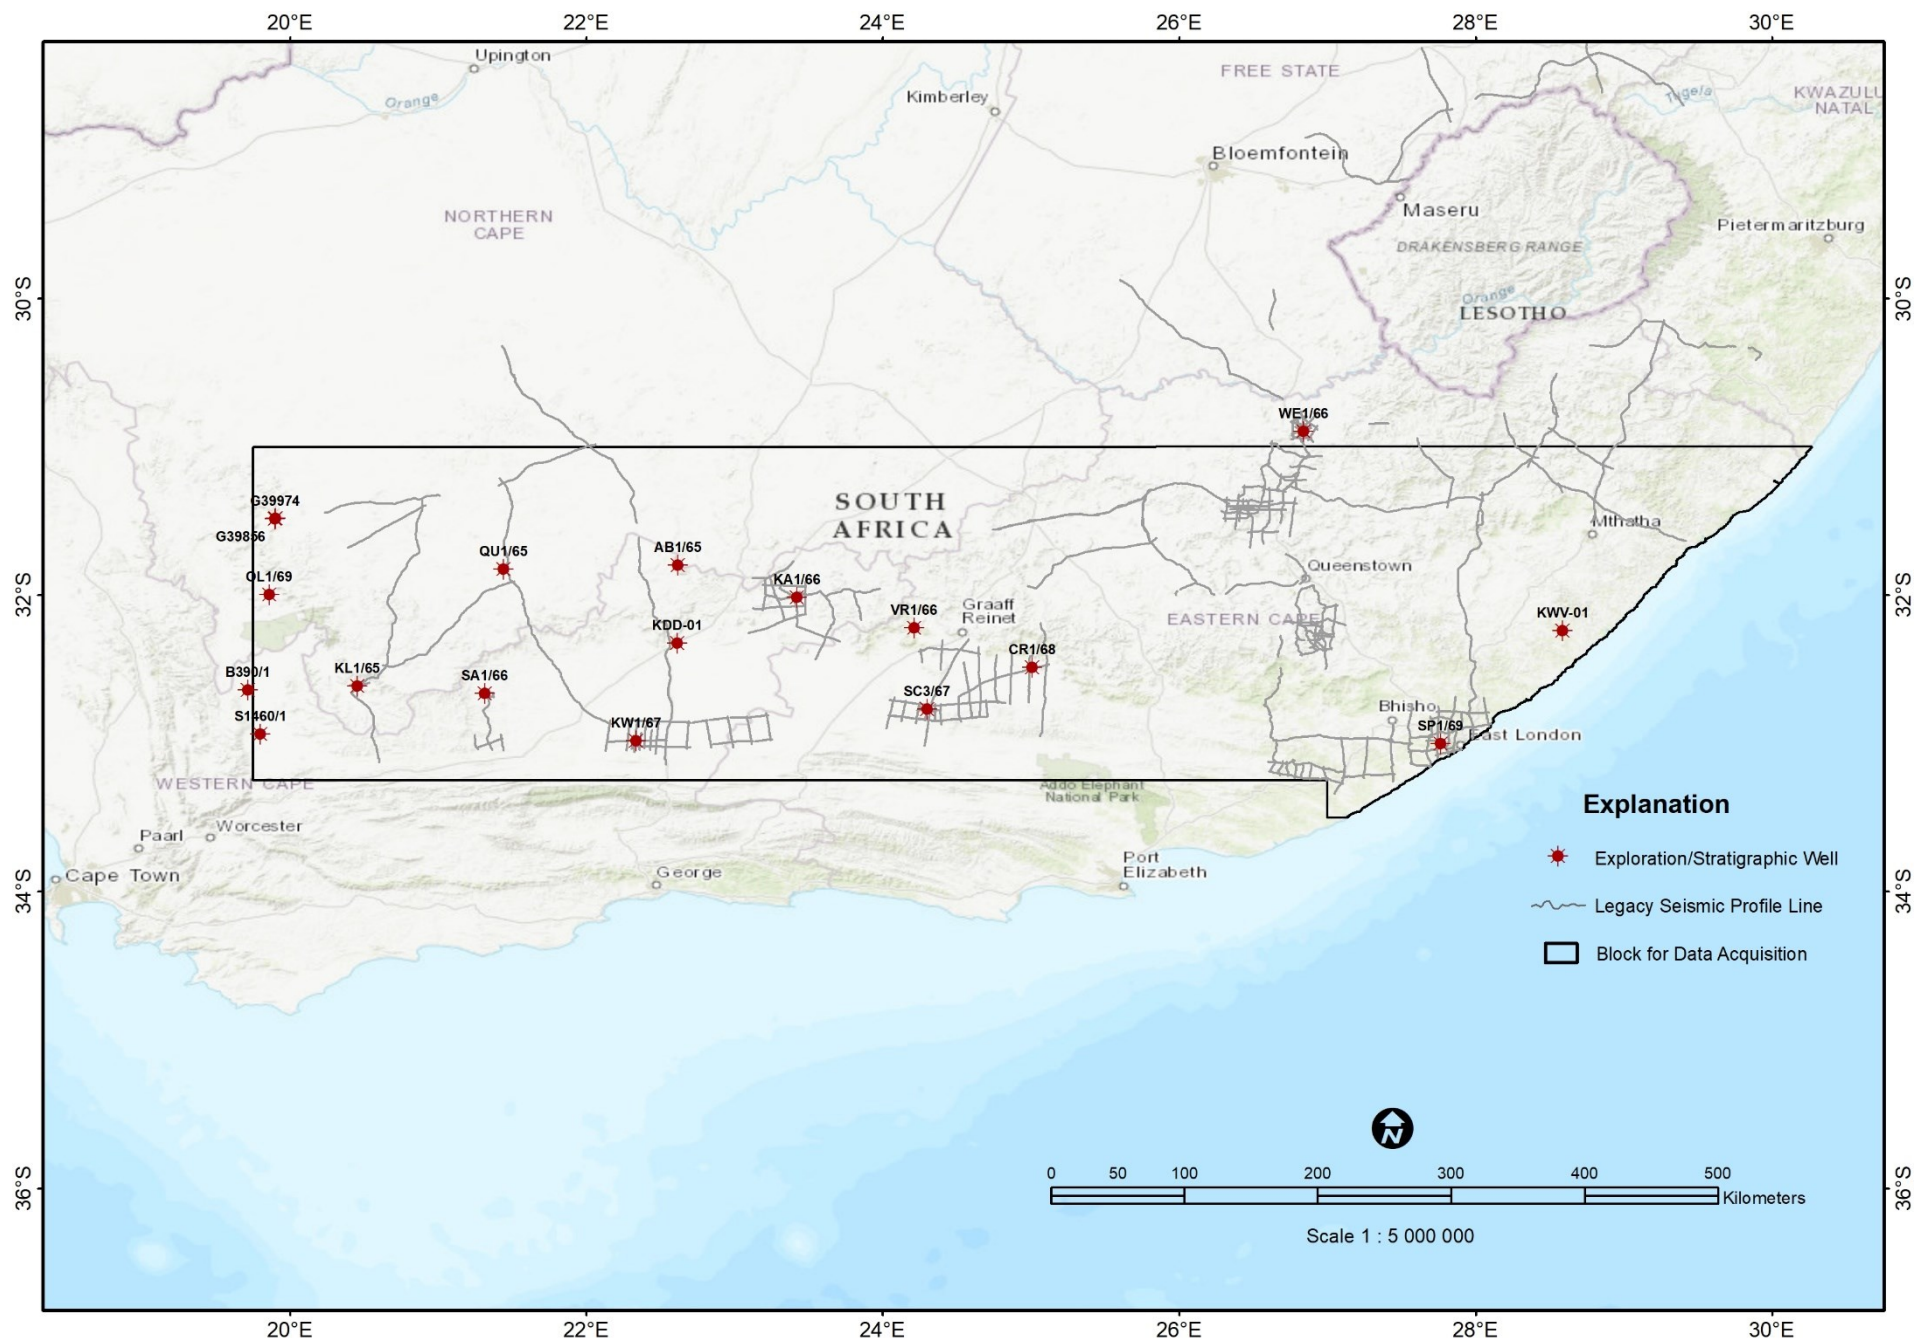 20°E 22°E 24°E 26°E 28°E 30°E
Upington
Orange
Kimberley
FREE STATE
Tugela
KWAZULU
NATAL
Bloemfontein
Maseru
DRAKENSBERG RANGE
Pietermaritzburg
NORTHERN
CAPE
30°S
30°S
Orange
LESOTHO
WE1/66
SOUTH
AFRICA
G39974
G39856
QU1/65
AB1/65
Mthatha
OL1/69
KA1/66
Queenstown
32°S
32°S
VR1/66
Graaff
Reinet
EASTERN CAPE
KWV-01
KDD-01
CR1/68
B390/1
KL1/65
SA1/66
SC3/67
S1460/1
KW1/67
Bhisho
SP1/69
East London
WESTERN CAPE
Addo Elephant
National Park
Explanation
Paarl
Worcester
Exploration/Stratigraphic Well
Cape Town
George
Port
Elizabeth
34°S
34°S
Legacy Seismic Profile Line
Block for Data Acquisition
N
0 50 100 200 300 400 500
Kilometers
36°S
36°S
Scale 1 : 5 000 000
20°E 22°E 24°E 26°E 28°E 30°E